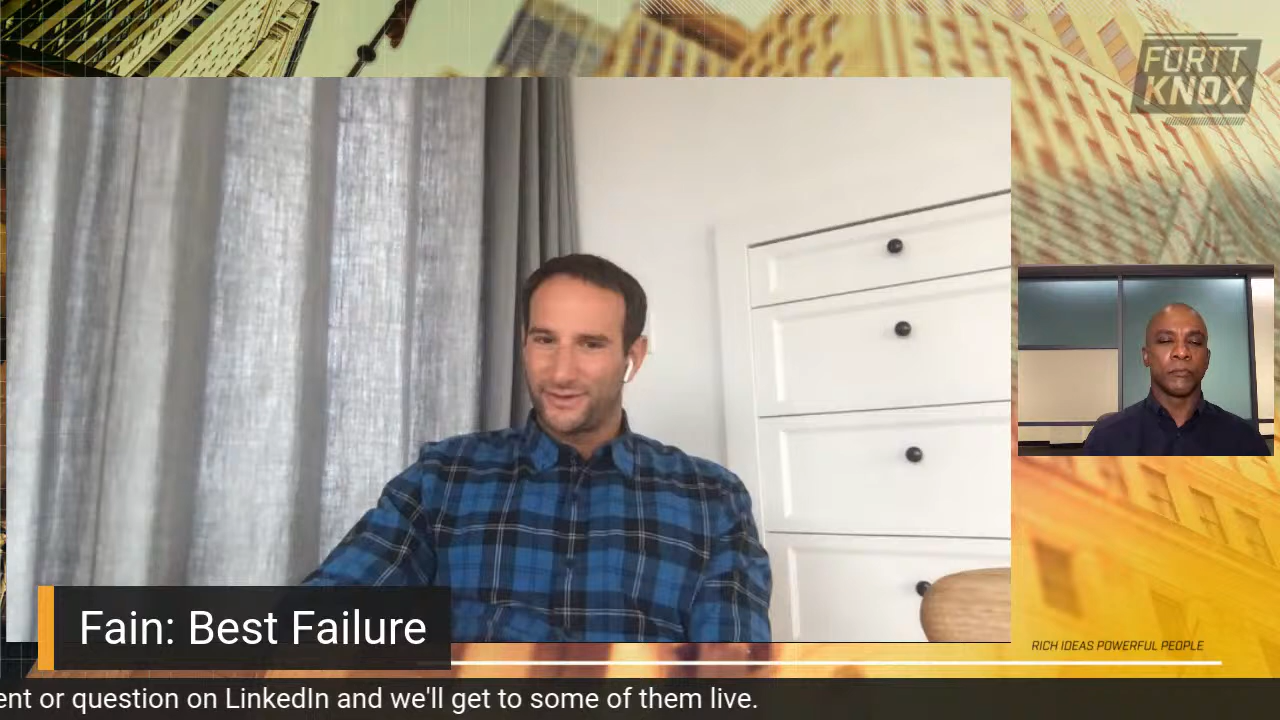 FORTT
KNOX
Fain: Best Failure
RICH IDEAS POWERFUL PEOPLE
ent or question on LinkedIn and we'll get to some of them live.